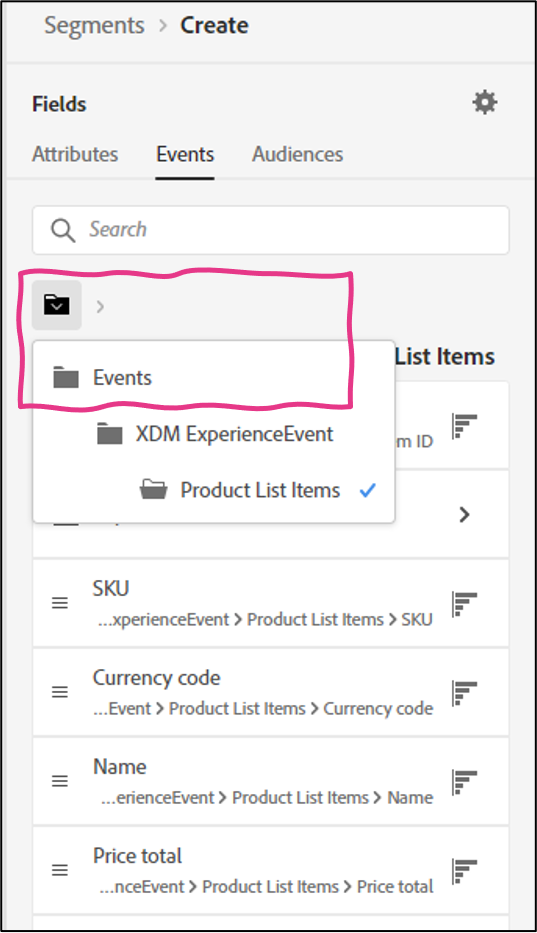 Segments > Create
Fields
Attributes Events Audiences
Search
>
List Items
Events
m ID
XDM ExperienceEvent
Product List Items
SKU
...xperienceEvent > Product List Items > SKU
Currency code
...Event > Product List Items > Currency code
Name
...erienceEvent > Product List Items > Name
Price total
...nceEvent > Product List Items > Price total